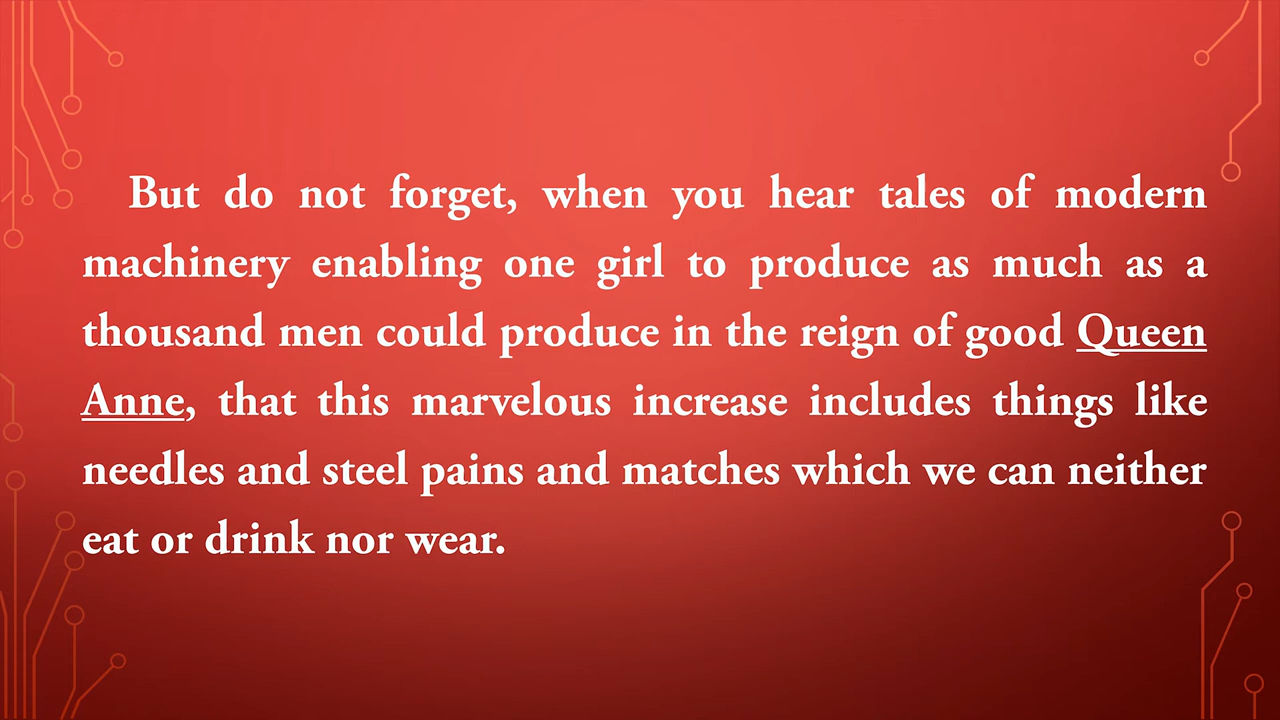 But do not forget, when you hear tales of modern
machinery enabling one girl to produce as much as a
thousand men could produce in the reign of good Queen
Anne, that this marvelous increase includes things like
needles and steel pains and matches which we can neither
eat or drink nor wear.